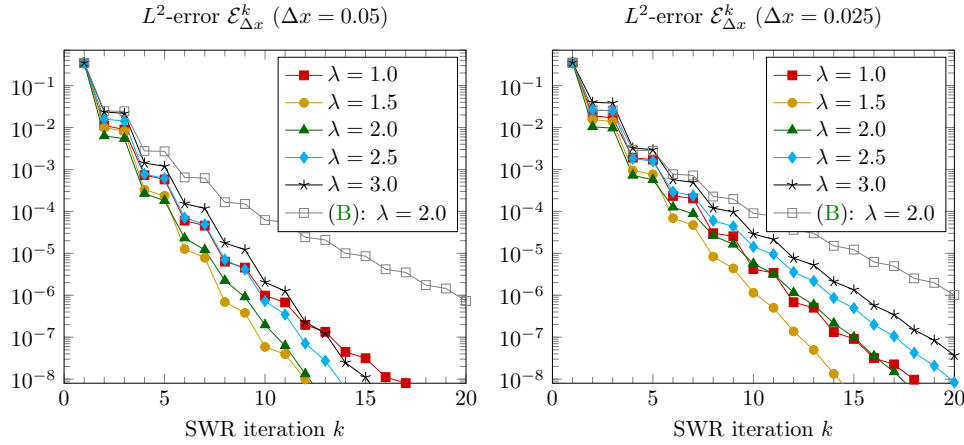 L²-error 𝓔ᵏ_Δx (Δx = 0.05)
10⁻¹
10⁻²
10⁻³
10⁻⁴
10⁻⁵
10⁻⁶
10⁻⁷
10⁻⁸
λ = 1.0
λ = 1.5
λ = 2.0
λ = 2.5
λ = 3.0
(B): λ = 2.0
0 5 10 15 20
SWR iteration k
L²-error 𝓔ᵏ_Δx (Δx = 0.025)
10⁻¹
10⁻²
10⁻³
10⁻⁴
10⁻⁵
10⁻⁶
10⁻⁷
10⁻⁸
λ = 1.0
λ = 1.5
λ = 2.0
λ = 2.5
λ = 3.0
(B): λ = 2.0
0 5 10 15 20
SWR iteration k